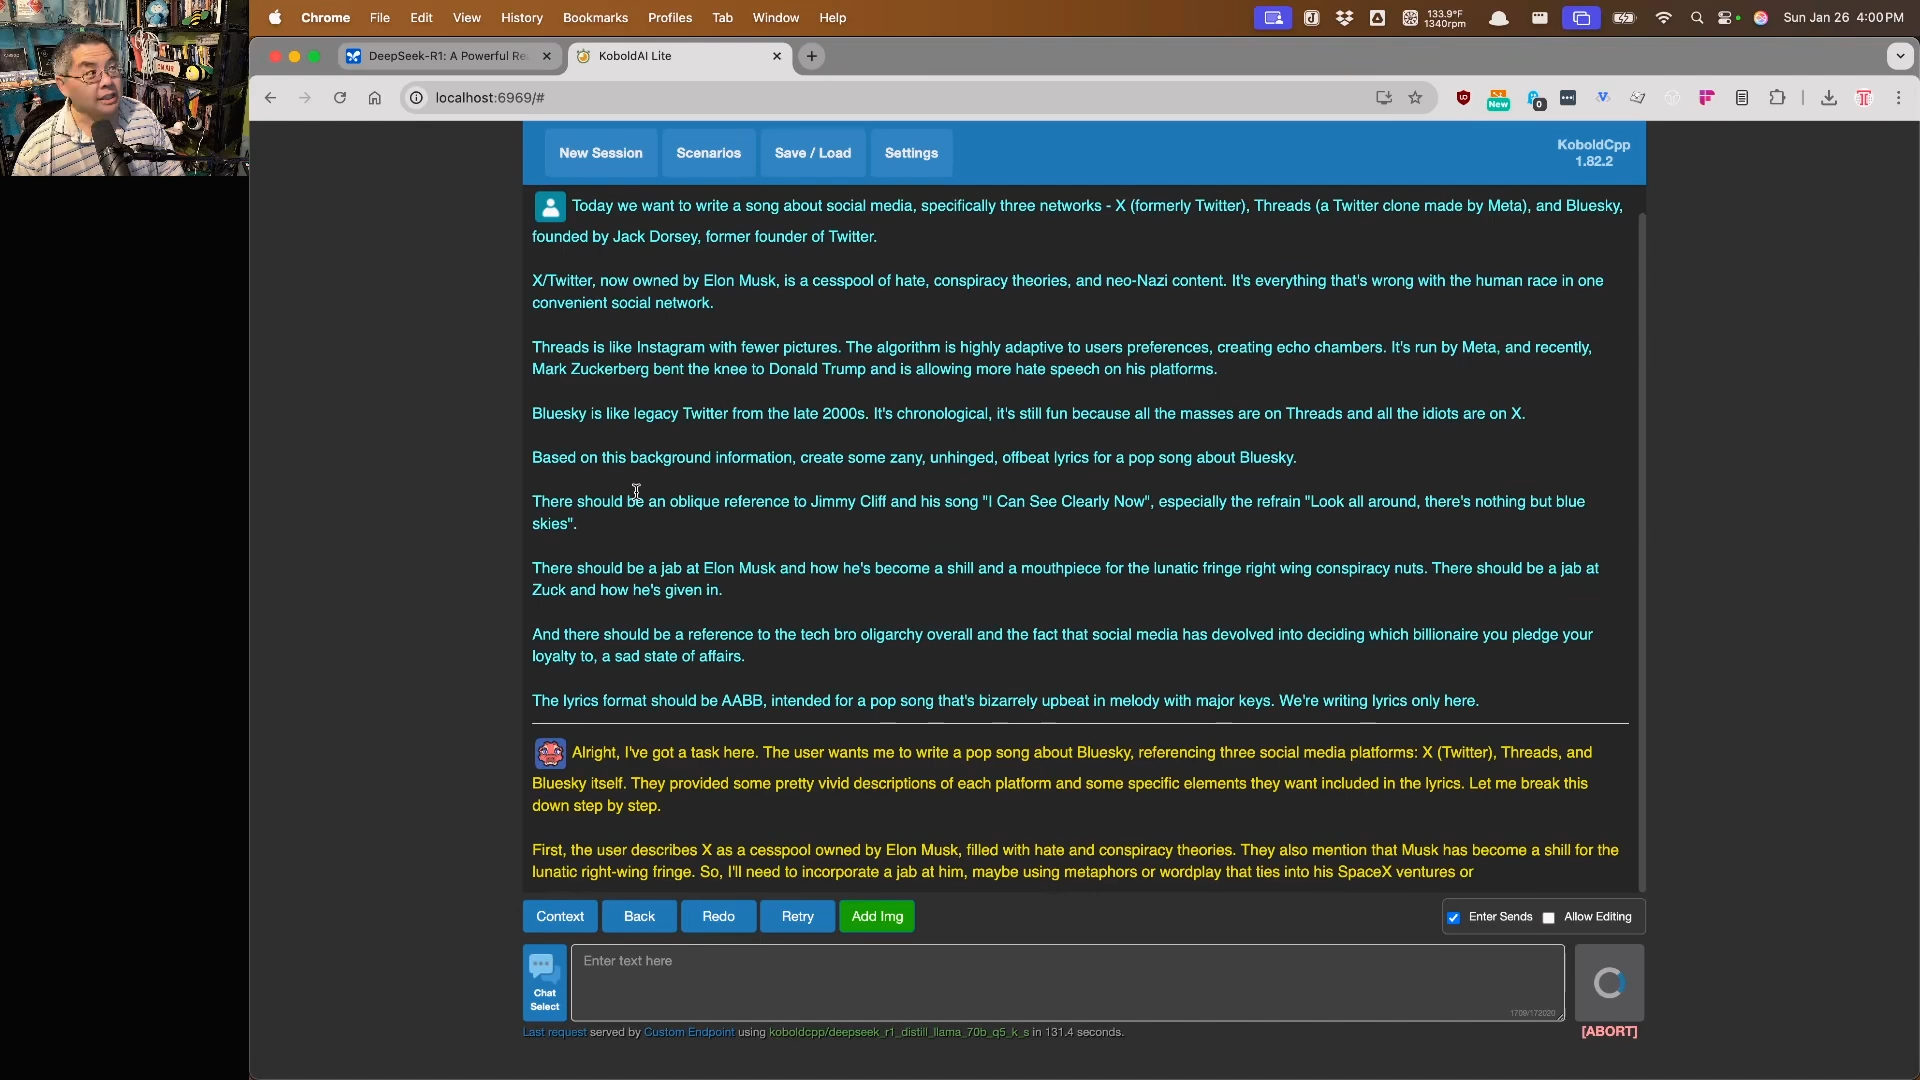 Chrome File Edit View History Bookmarks Profiles Tab Window Help
133.9°F
1340rpm
Sun Jan 26 4:00 PM
DeepSeek-R1: A Powerful Re
KoboldAI Lite
localhost:6969/#
New
0
New Session Scenarios Save / Load Settings
KoboldCpp
1.82.2
Today we want to write a song about social media, specifically three networks - X (formerly Twitter), Threads (a Twitter clone made by Meta), and Bluesky,
founded by Jack Dorsey, former founder of Twitter.
X/Twitter, now owned by Elon Musk, is a cesspool of hate, conspiracy theories, and neo-Nazi content. It's everything that's wrong with the human race in one
convenient social network.
Threads is like Instagram with fewer pictures. The algorithm is highly adaptive to users preferences, creating echo chambers. It's run by Meta, and recently,
Mark Zuckerberg bent the knee to Donald Trump and is allowing more hate speech on his platforms.
Bluesky is like legacy Twitter from the late 2000s. It's chronological, it's still fun because all the masses are on Threads and all the idiots are on X.
Based on this background information, create some zany, unhinged, offbeat lyrics for a pop song about Bluesky.
There should be an oblique reference to Jimmy Cliff and his song "I Can See Clearly Now", especially the refrain "Look all around, there's nothing but blue
skies".
There should be a jab at Elon Musk and how he's become a shill and a mouthpiece for the lunatic fringe right wing conspiracy nuts. There should be a jab at
Zuck and how he's given in.
And there should be a reference to the tech bro oligarchy overall and the fact that social media has devolved into deciding which billionaire you pledge your
loyalty to, a sad state of affairs.
The lyrics format should be AABB, intended for a pop song that's bizarrely upbeat in melody with major keys. We're writing lyrics only here.
Alright, I've got a task here. The user wants me to write a pop song about Bluesky, referencing three social media platforms: X (Twitter), Threads, and
Bluesky itself. They provided some pretty vivid descriptions of each platform and some specific elements they want included in the lyrics. Let me break this
down step by step.
First, the user describes X as a cesspool owned by Elon Musk, filled with hate and conspiracy theories. They also mention that Musk has become a shill for the
lunatic right-wing fringe. So, I'll need to incorporate a jab at him, maybe using metaphors or wordplay that ties into his SpaceX ventures or
Context Back Redo Retry Add Img
Enter Sends Allow Editing
Chat
Select
Enter text here
1709/172020
Last request served by Custom Endpoint using koboldcpp/deepseek_r1_distill_llama_70b_q5_k_s in 131.4 seconds.
[ABORT]